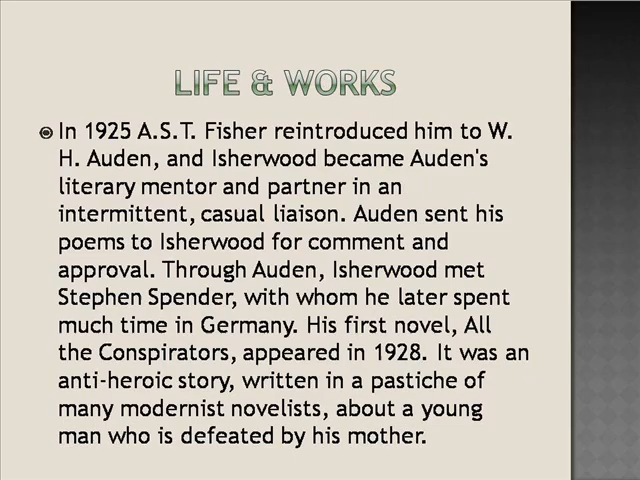 LIFE & WORKS
In 1925 A.S.T. Fisher reintroduced him to W.
H. Auden, and Isherwood became Auden's
literary mentor and partner in an
intermittent, casual liaison. Auden sent his
poems to Isherwood for comment and
approval. Through Auden, Isherwood met
Stephen Spender, with whom he later spent
much time in Germany. His first novel, All
the Conspirators, appeared in 1928. It was an
anti-heroic story, written in a pastiche of
many modernist novelists, about a young
man who is defeated by his mother.